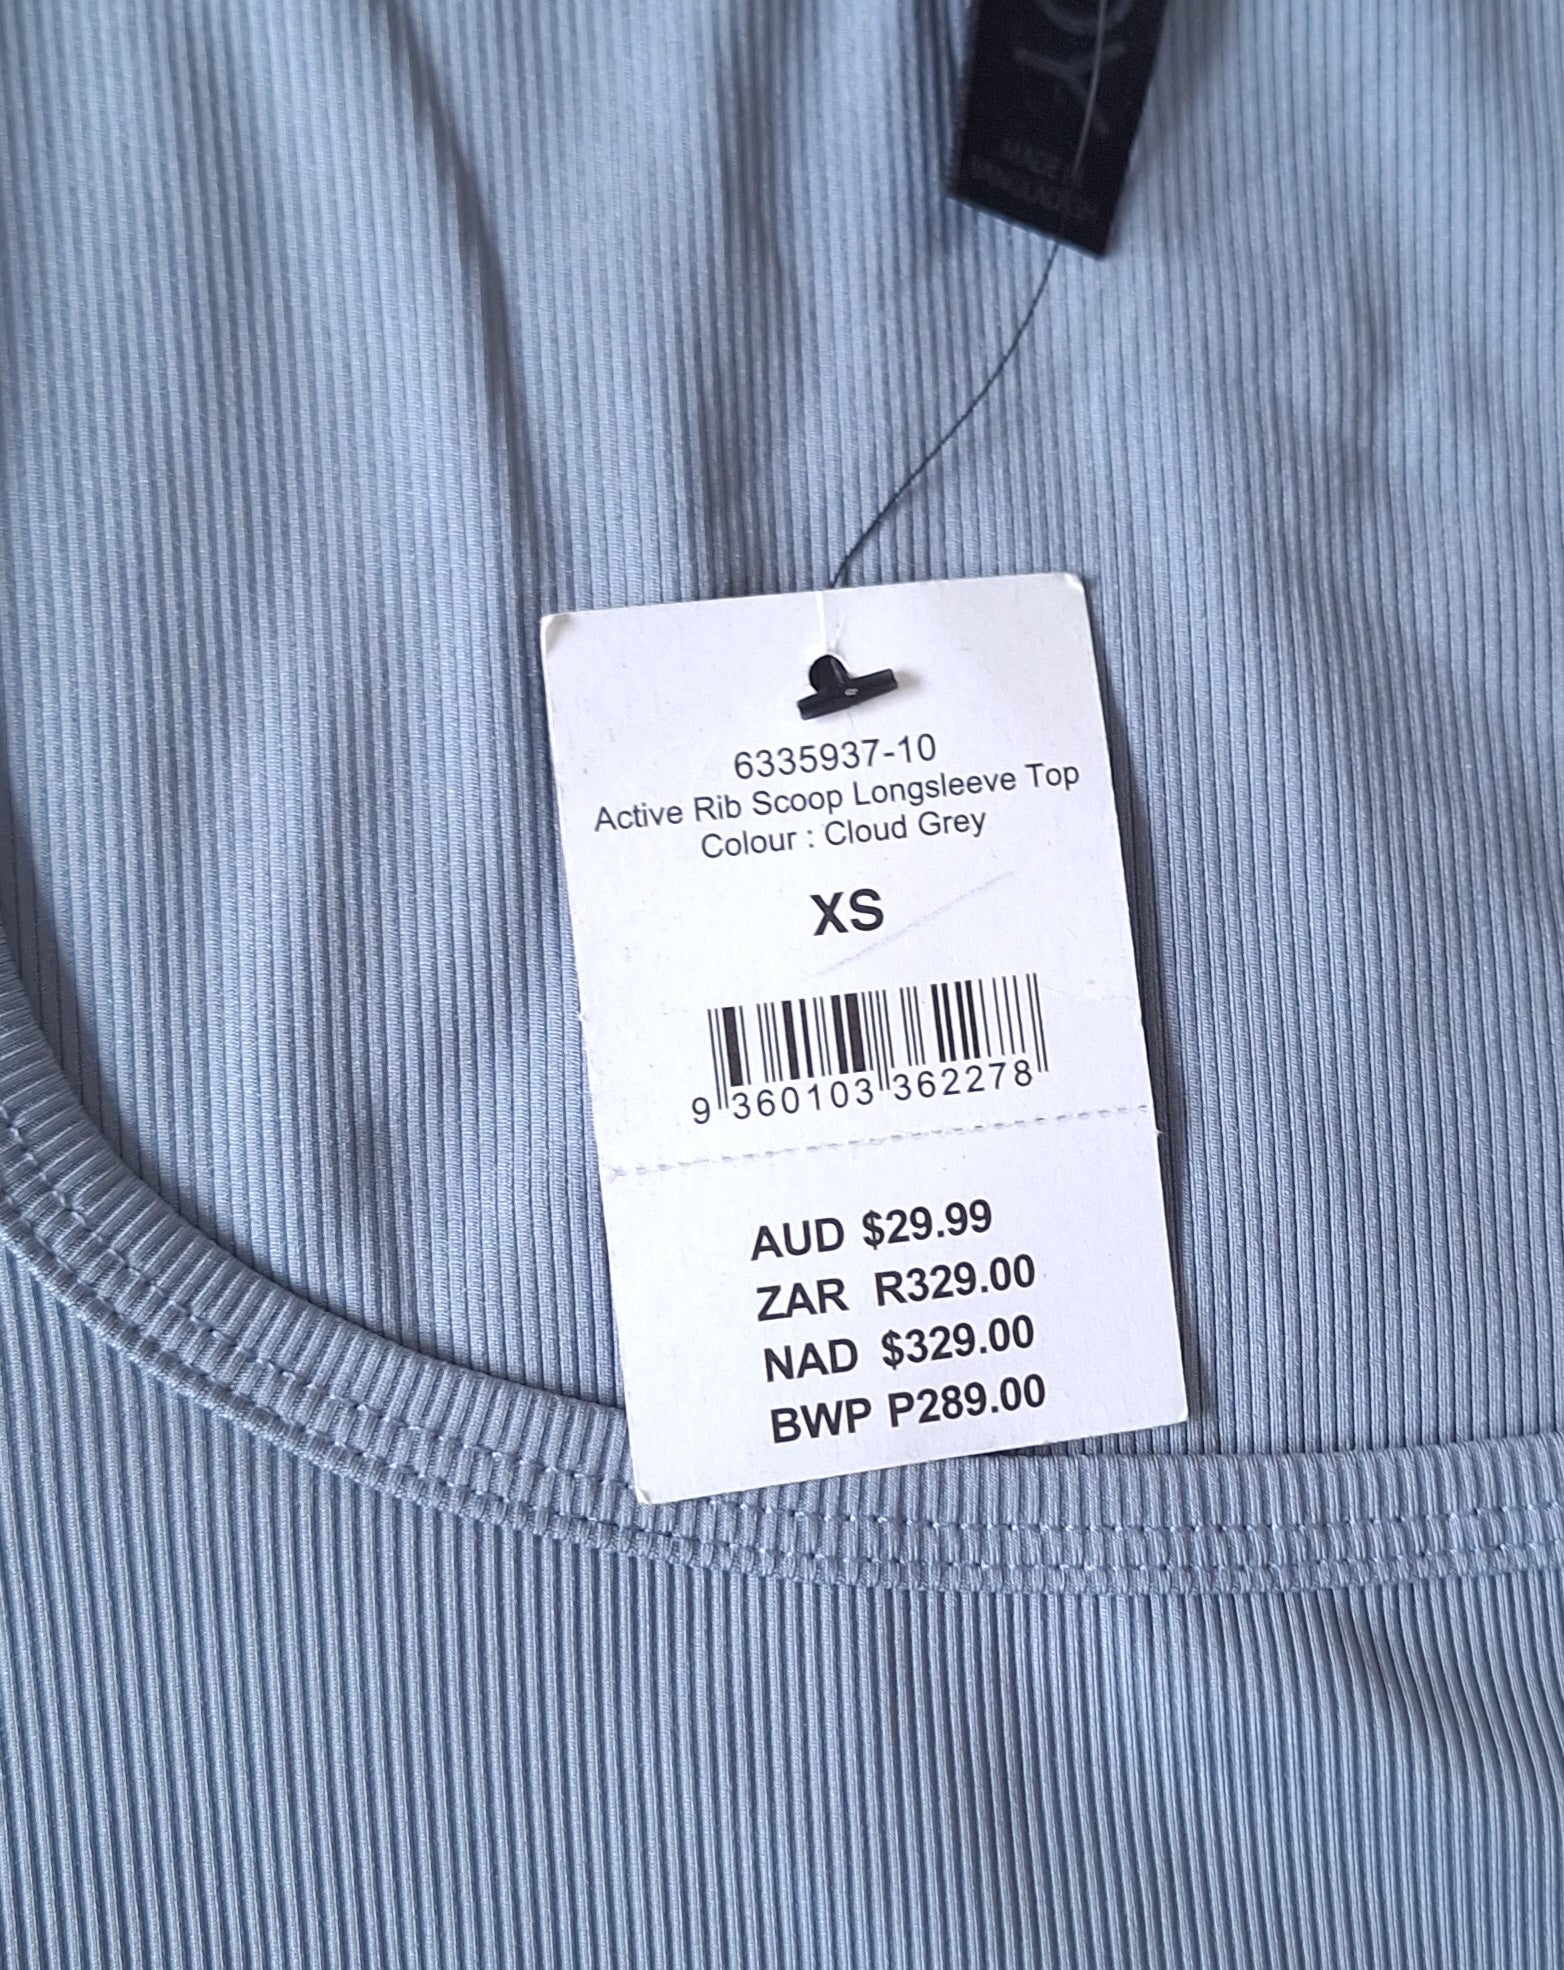 6335937-10
Active Rib Scoop Longsleeve Top
Colour : Cloud Grey
XS
9 360103 362278
AUD $29.99
ZAR R329.00
NAD $329.00
BWP P289.00